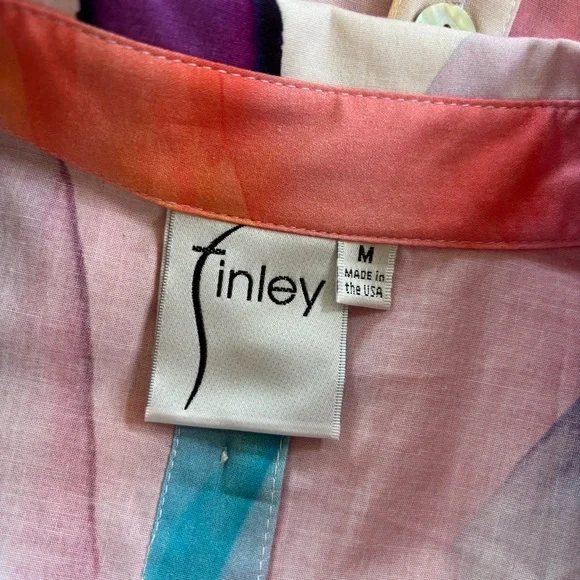 finley
M
MADE in
the USA